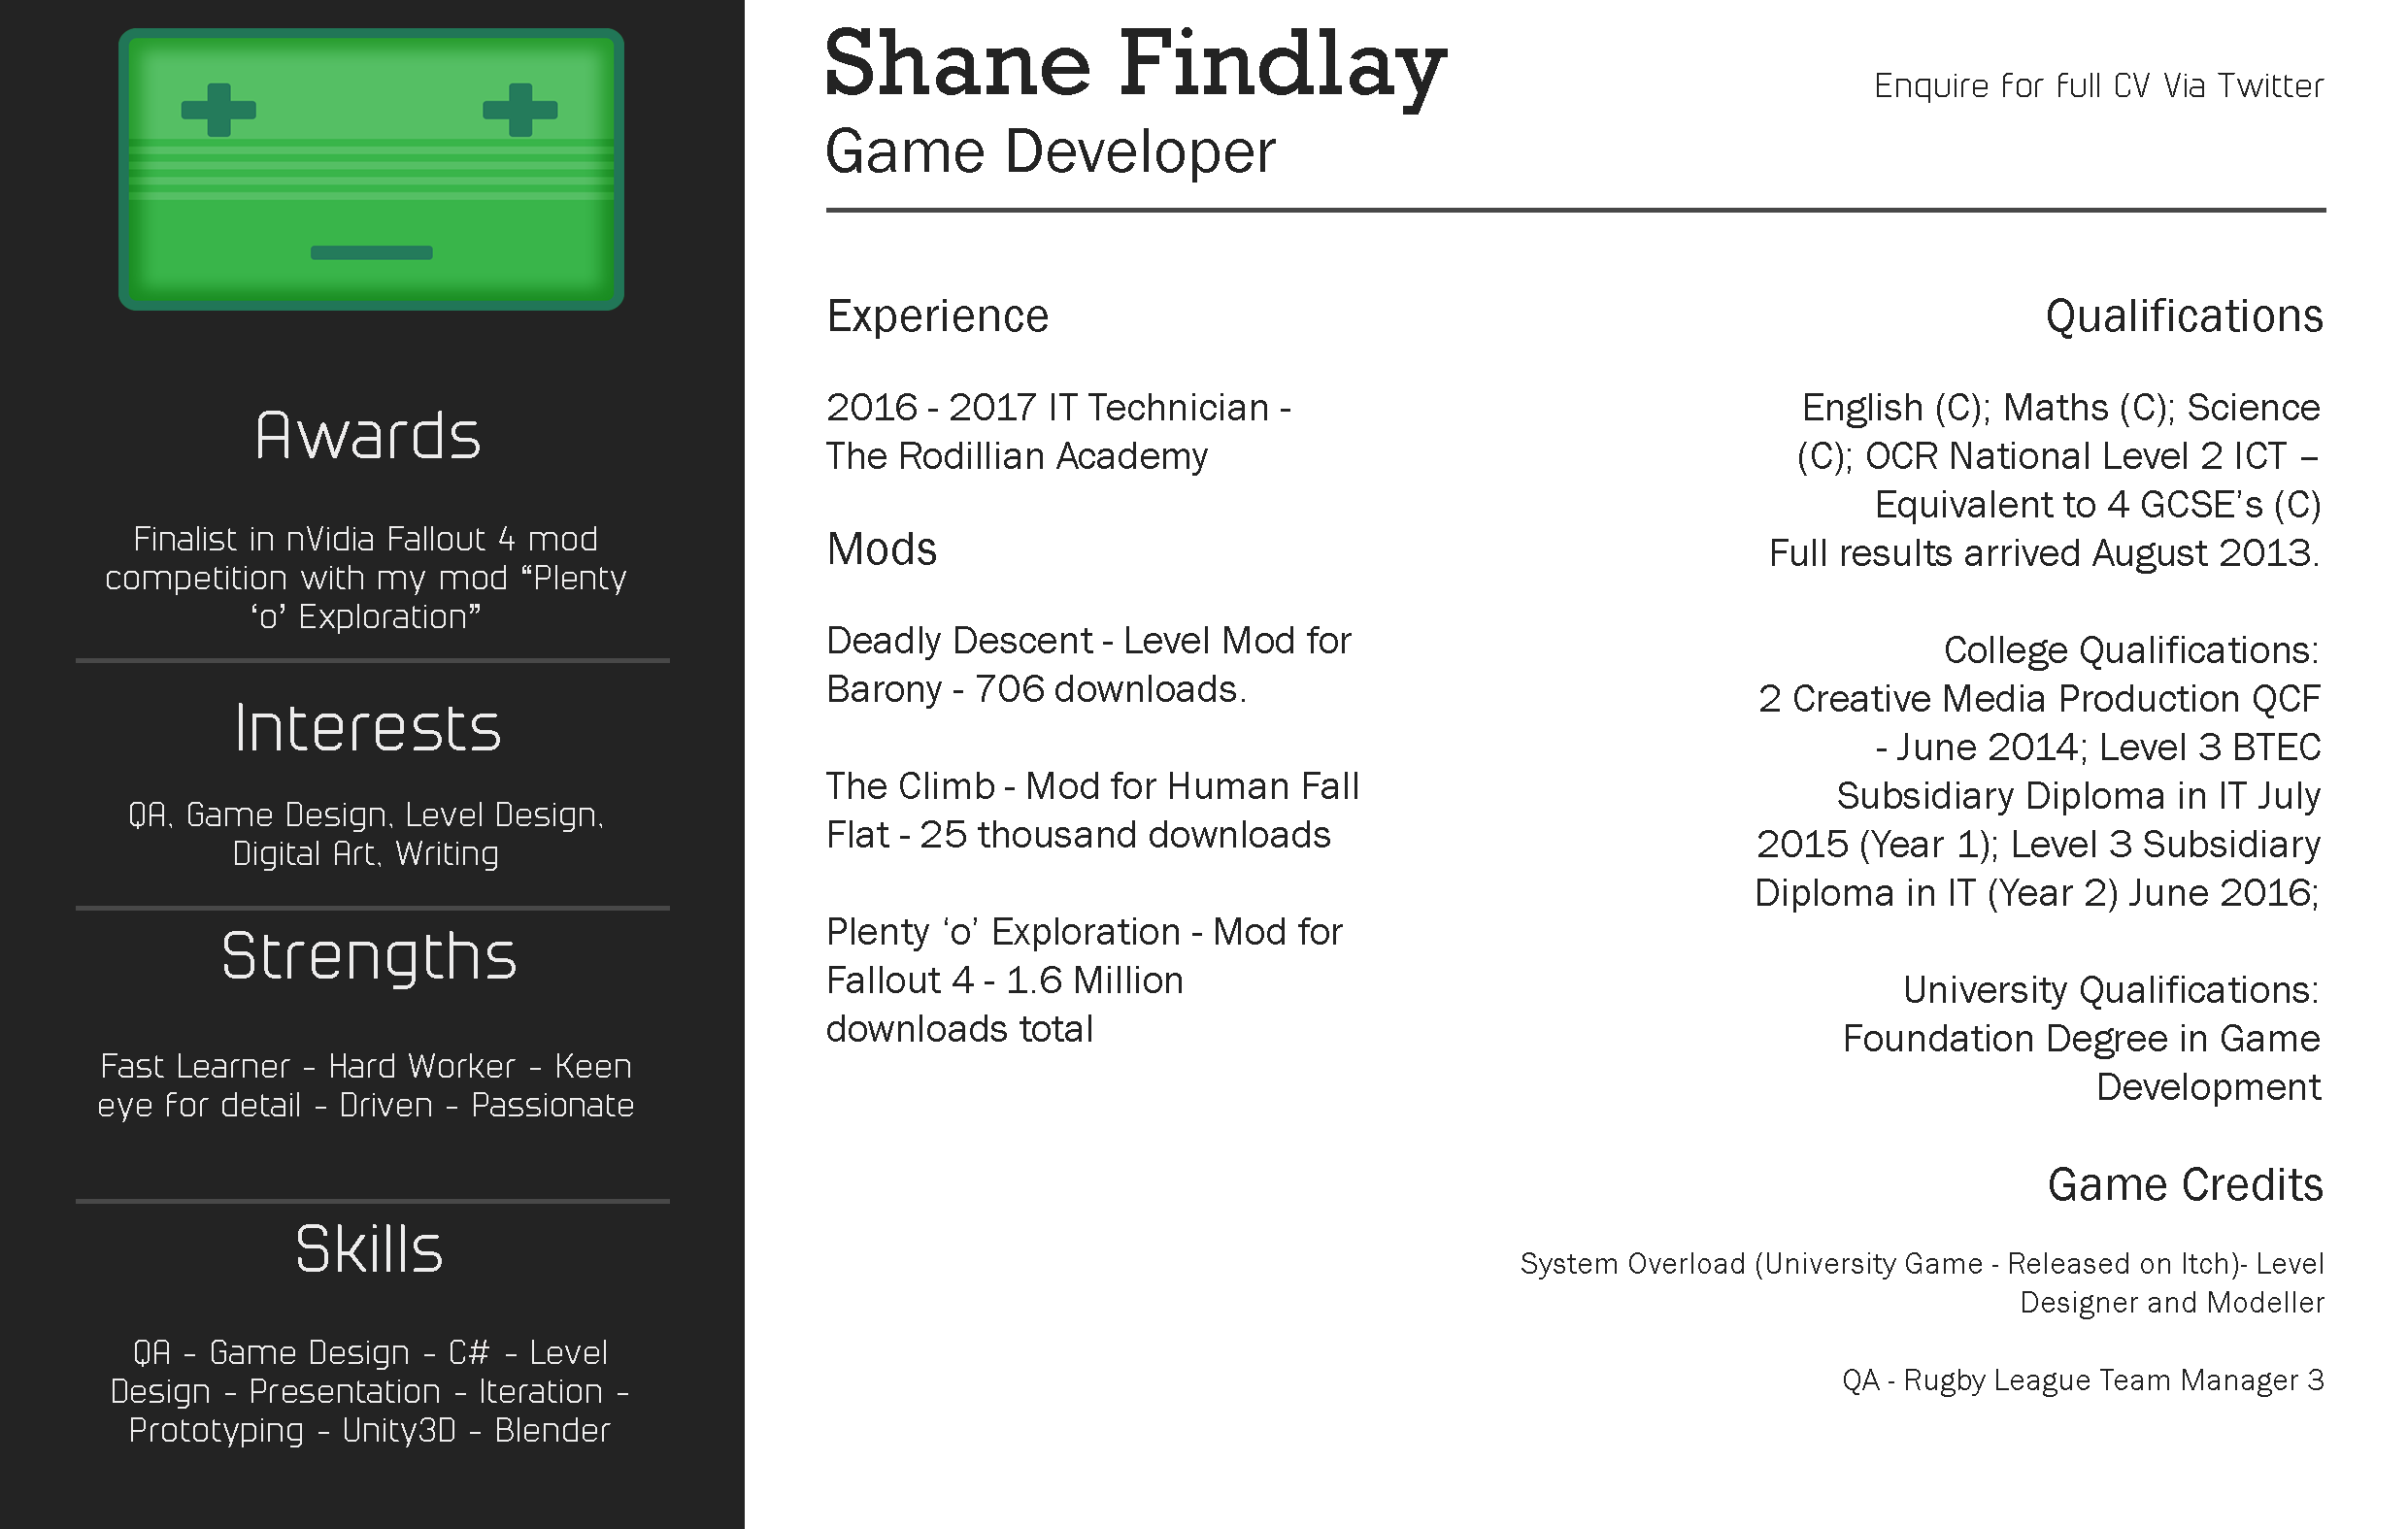 Awards
Finalist in nVidia Fallout 4 mod
competition with my mod “Plenty
‘o’ Exploration”
Interests
QA, Game Design, Level Design,
Digital Art, Writing
Strengths
Fast Learner - Hard Worker - Keen
eye for detail - Driven - Passionate
Skills
QA - Game Design - C# - Level
Design - Presentation - Iteration -
Prototyping - Unity3D - Blender
Shane Findlay
Game Developer
Enquire for full CV Via Twitter
Experience
2016 - 2017 IT Technician -
The Rodillian Academy
Mods
Deadly Descent - Level Mod for
Barony - 706 downloads.
The Climb - Mod for Human Fall
Flat - 25 thousand downloads
Plenty ‘o’ Exploration - Mod for
Fallout 4 - 1.6 Million
downloads total
Qualifications
English (C); Maths (C); Science
(C); OCR National Level 2 ICT –
Equivalent to 4 GCSE’s (C)
Full results arrived August 2013.
College Qualifications:
2 Creative Media Production QCF
- June 2014; Level 3 BTEC
Subsidiary Diploma in IT July
2015 (Year 1); Level 3 Subsidiary
Diploma in IT (Year 2) June 2016;
University Qualifications:
Foundation Degree in Game
Development
Game Credits
System Overload (University Game - Released on Itch)- Level
Designer and Modeller
QA - Rugby League Team Manager 3